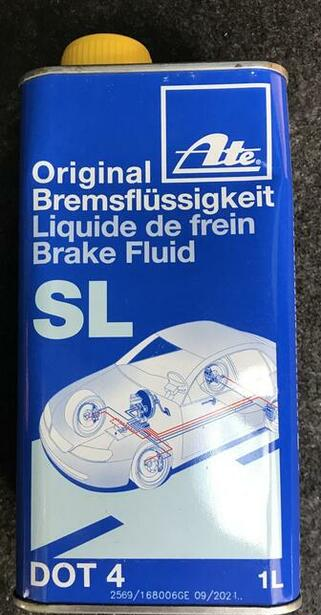 Ate
Original
Bremsflüssigkeit
Liquide de frein
Brake Fluid
SL
DOT 4
1L
2569/168006GE 09/2021